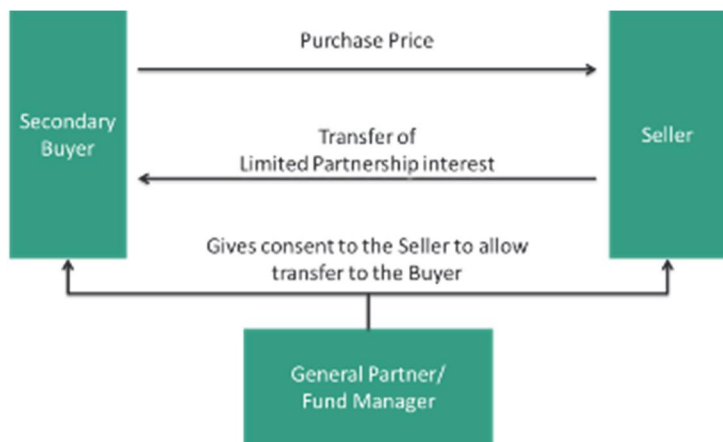 Purchase Price
Secondary
Buyer
Seller
Transfer of
Limited Partnership interest
Gives consent to the Seller to allow
transfer to the Buyer
General Partner/
Fund Manager